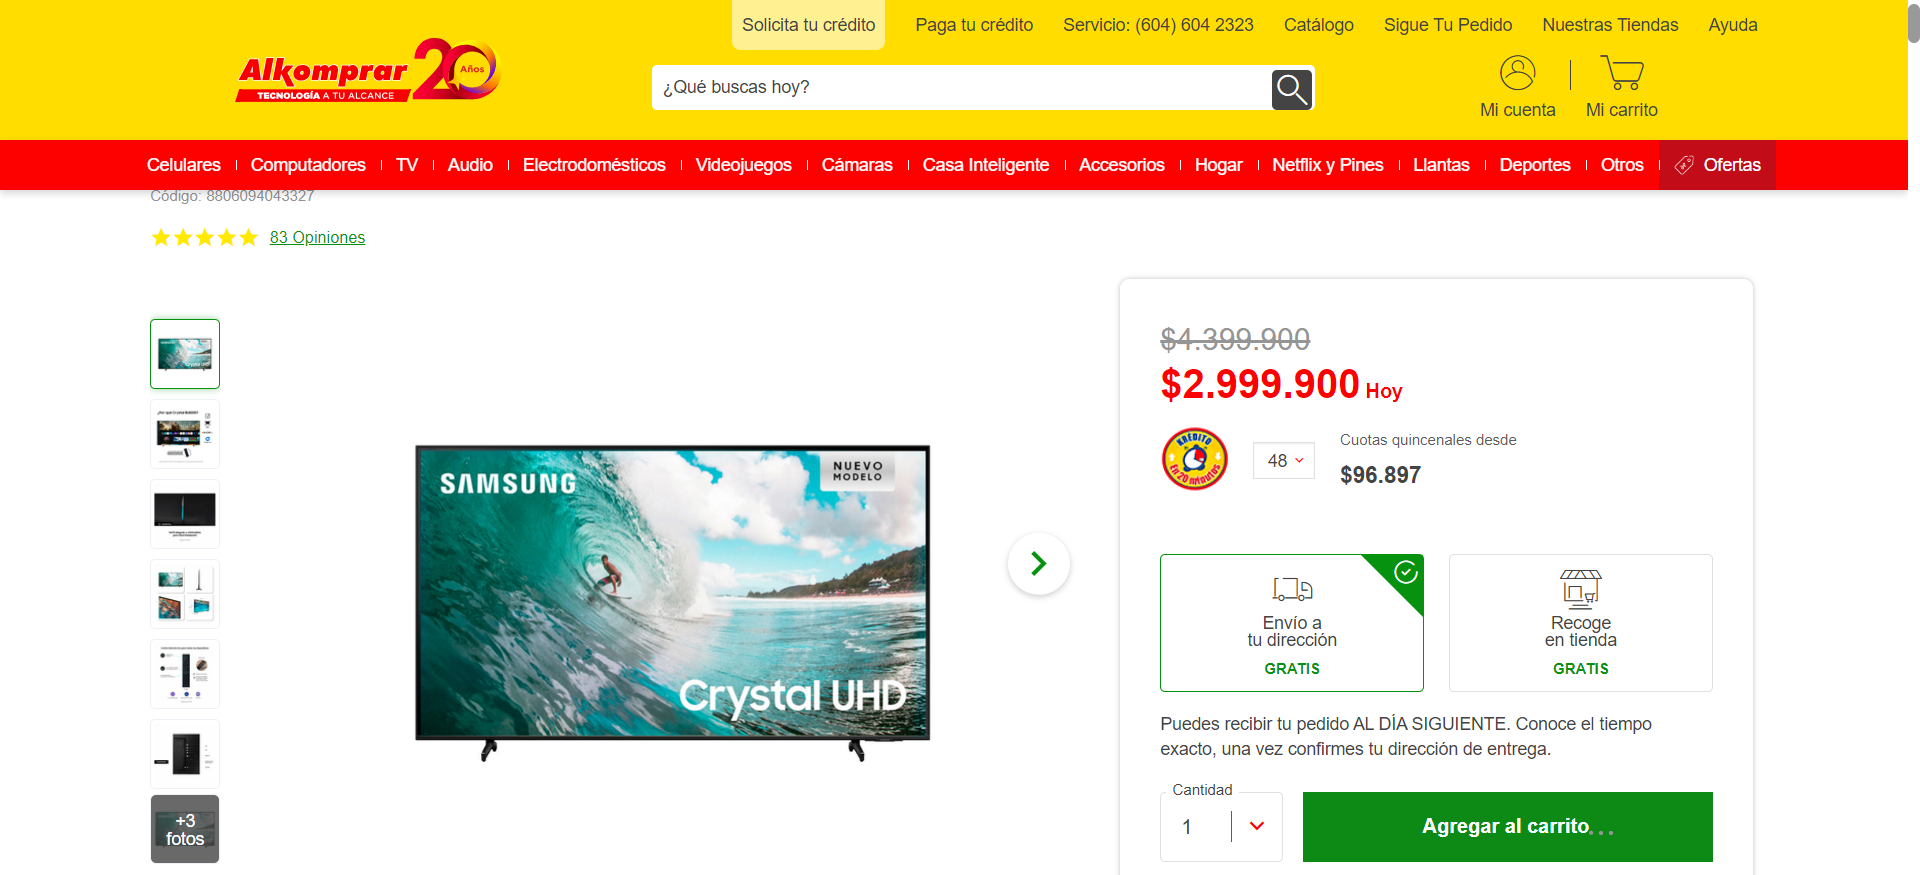 Solicita tu crédito
Paga tu crédito
Servicio: (604) 604 2323
Catálogo
Sigue Tu Pedido
Nuestras Tiendas
Ayuda
Alkomprar
TECNOLOGÍA A TU ALCANCE
20 Años
¿Qué buscas hoy?
Mi cuenta
Mi carrito
Celulares
Computadores
TV
Audio
Electrodomésticos
Videojuegos
Cámaras
Casa Inteligente
Accesorios
Hogar
Netflix y Pines
Llantas
Deportes
Otros
Ofertas
Código: 8806094043327
83 Opiniones
SAMSUNG
NUEVO
MODELO
Crystal UHD
+3
fotos
$4.399.900
$2.999.900 Hoy
KRÉDITO
En 20 minutos
48
Cuotas quincenales desde
$96.897
Envío a
tu dirección
GRATIS
Recoge
en tienda
GRATIS
Puedes recibir tu pedido AL DÍA SIGUIENTE. Conoce el tiempo
exacto, una vez confirmes tu dirección de entrega.
Cantidad
1
Agregar al carrito...